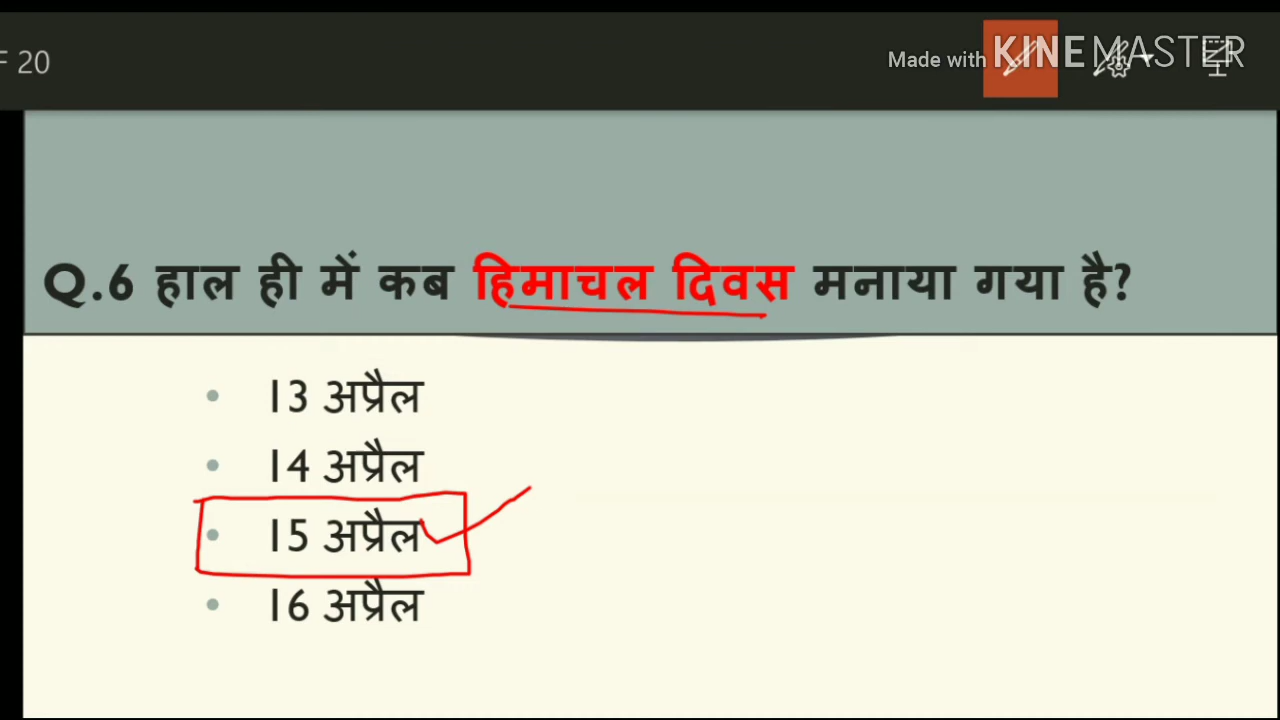 F 20
Made with KINEMASTER
Q.6 हाल ही में कब हिमाचल दिवस मनाया गया है?
• 13 अप्रैल
• 14 अप्रैल
• 15 अप्रैल
• 16 अप्रैल